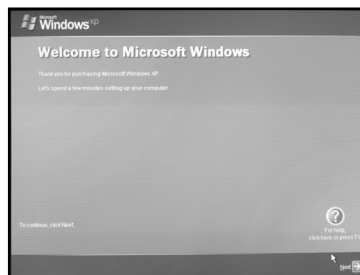 Microsoft
Windows xp
Welcome to Microsoft Windows
Thank you for purchasing Microsoft Windows XP.
Let's spend a few minutes setting up your computer.
To continue, click Next.
For help,
click here or press F1
Next